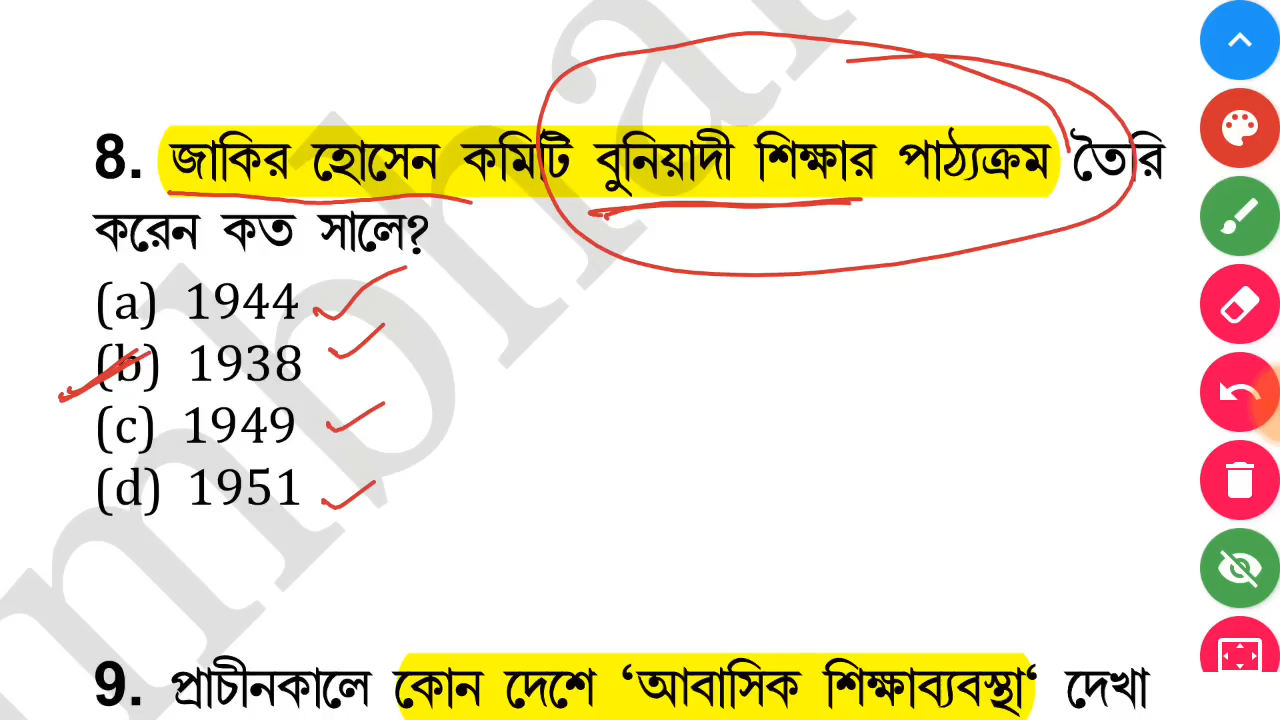 8. জাকির হোসেন কমিটি বুনিয়াদী শিক্ষার পাঠ্যক্রম তৈরি
করেন কত সালে?
(a) 1944
(b) 1938
(c) 1949
(d) 1951
9. প্রাচীনকালে কোন দেশে ‘আবাসিক শিক্ষাব্যবস্থা‘ দেখা